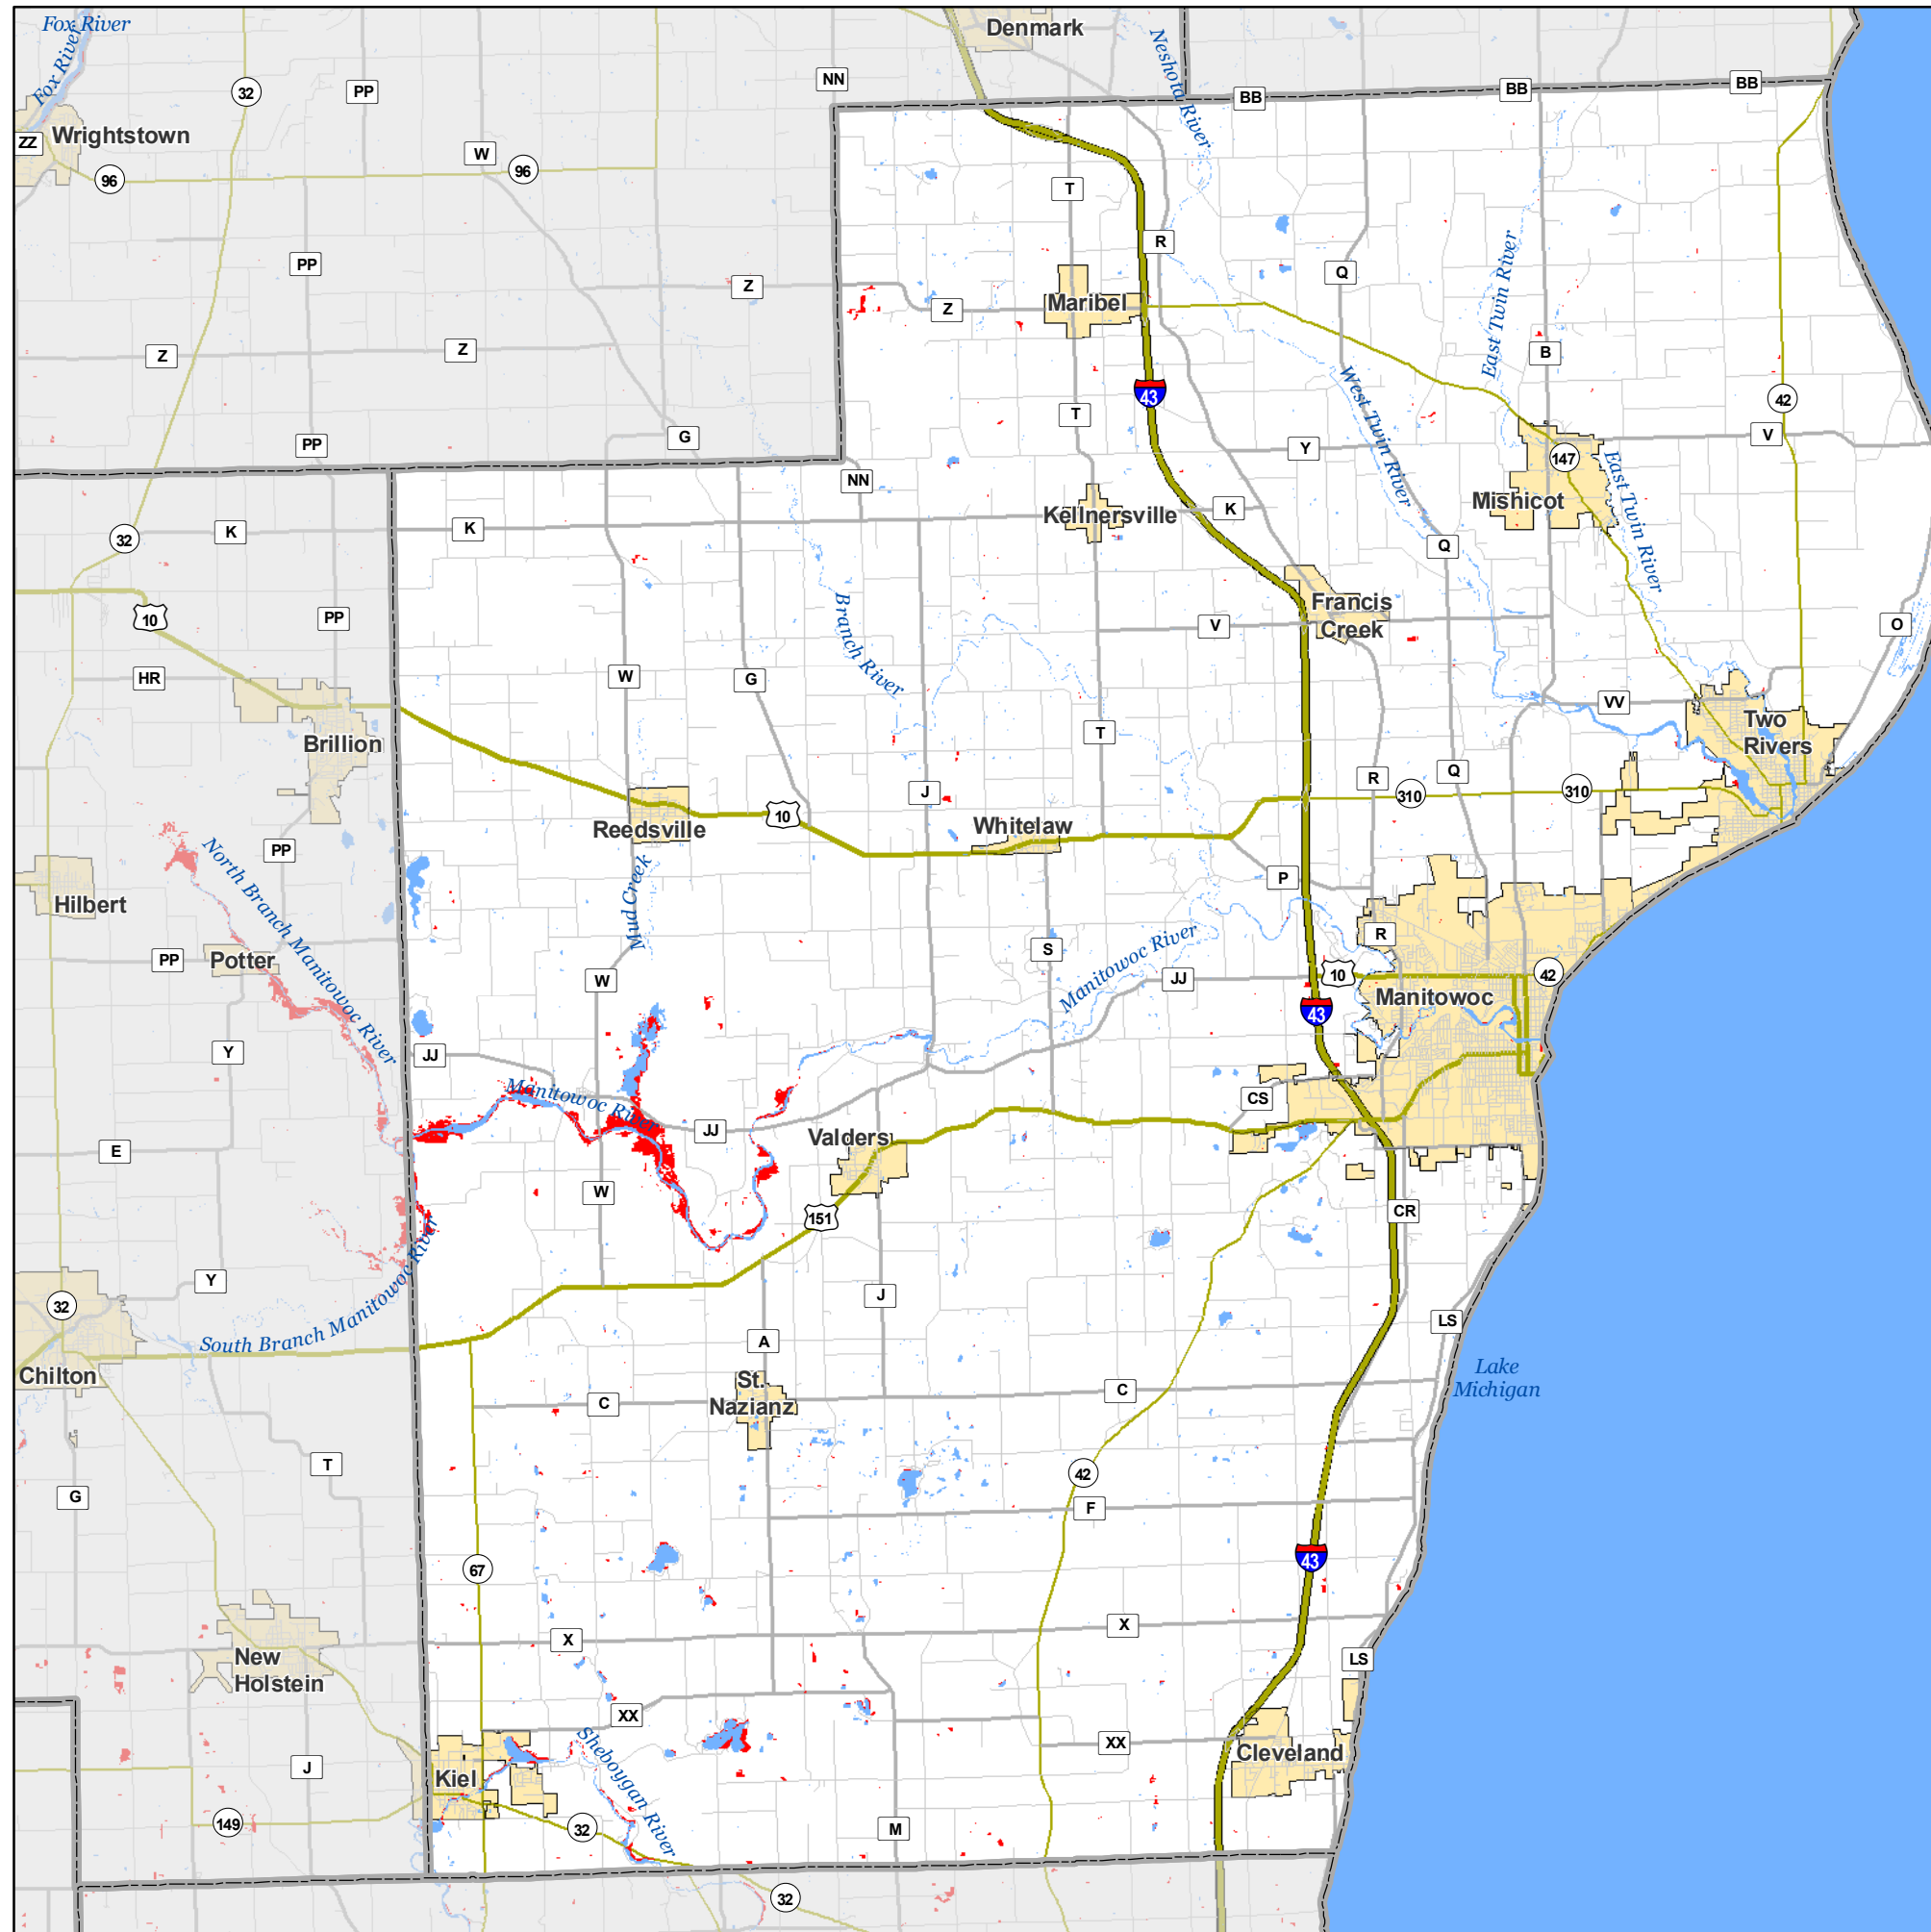 Fox River
Denmark
Neshota River
Fox River
NN
32
PP
BB
BB
BB
Wrightstown
ZZ
W
96
96
T
R
PP
Q
Z
Maribel
Z
East Twin River
Z
Z
B
43
West Twin River
42
T
V
G
PP
Y
147
East Twin River
NN
Mishicot
Kellnersville
K
K
K
32
Q
Branch River
Francis
Creek
10
PP
V
O
HR
W
G
VV
T
Two
Rivers
Brillion
R
Q
J
310
310
10
Reedsville
Whitelaw
North Branch Manitowoc River
PP
Mud Creek
P
Hilbert
R
Manitowoc River
S
PP
Potter
W
JJ
10
42
Manitowoc
43
Y
JJ
Manitowoc River
CS
JJ
Valders
E
W
151
CR
South Branch Manitowoc River
Y
J
32
LS
A
Lake
Michigan
Chilton
St.
Nazianz
C
C
T
42
G
F
67
43
X
X
New
Holstein
LS
XX
Sheboygan River
XX
Cleveland
J
Kiel
149
32
M
32